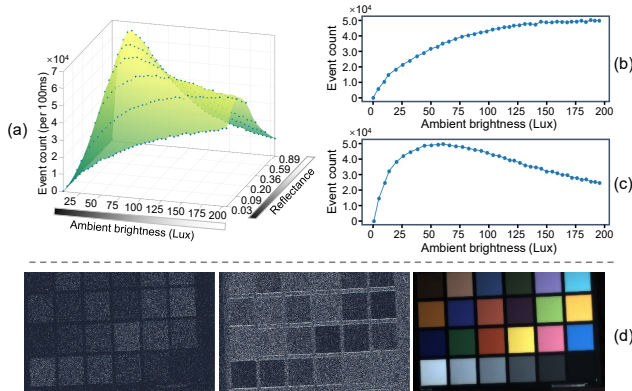 (a)
×10⁴
Event count (per 100ms)
7
6
5
4
3
2
1
0
25 50 75 100 125 150 175 200
Ambient brightness (Lux)
0.03 0.09 0.20 0.36 0.59 0.89
Reflectance
×10⁴
Event count
5.0
4.0
3.0
2.0
1.0
0
0 25 50 75 100 125 150 175 200
Ambient brightness (Lux)
(b)
×10⁴
Event count
5.0
4.0
3.0
2.0
1.0
0
0 25 50 75 100 125 150 175 200
Ambient brightness (Lux)
(c)
(d)